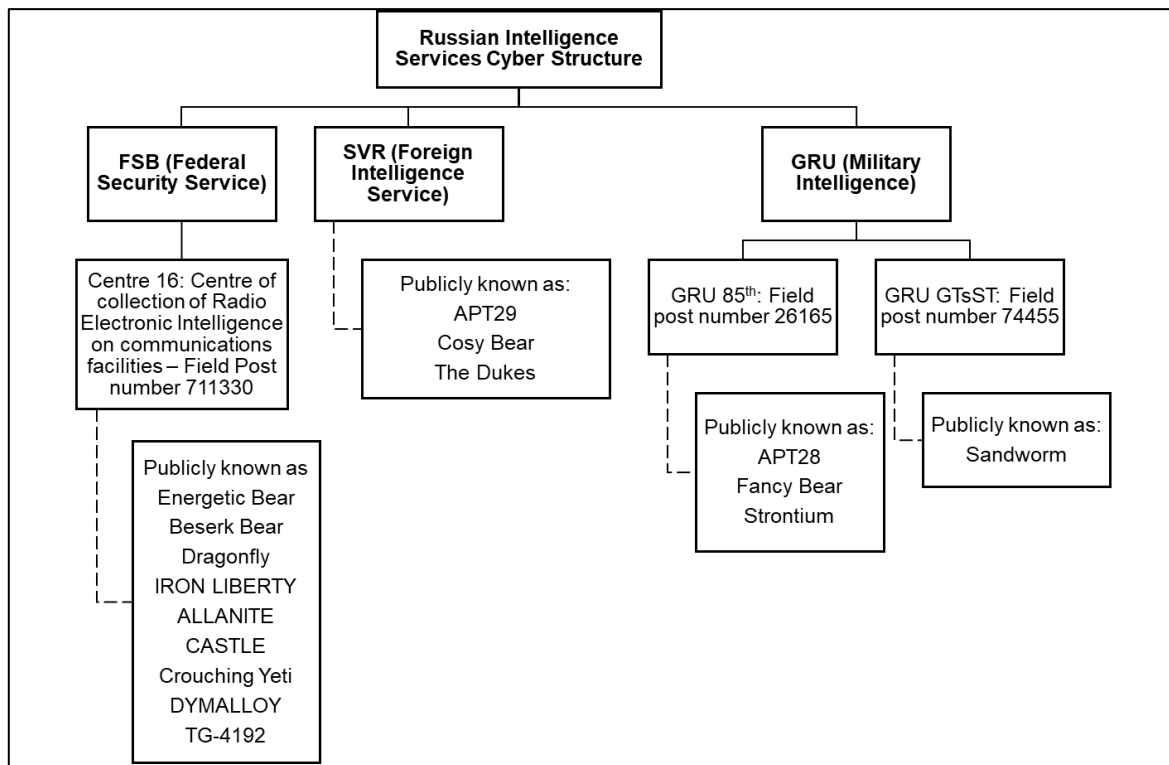 Russian Intelligence
Services Cyber Structure
FSB (Federal
Security Service)
SVR (Foreign
Intelligence
Service)
GRU (Military
Intelligence)
Centre 16: Centre of
collection of Radio
Electronic Intelligence
on communications
facilities – Field Post
number 711330
Publicly known as:
APT29
Cosy Bear
The Dukes
GRU 85th: Field
post number 26165
GRU GTsST: Field
post number 74455
Publicly known as
Energetic Bear
Beserk Bear
Dragonfly
IRON LIBERTY
ALLANITE
CASTLE
Crouching Yeti
DYMALLOY
TG-4192
Publicly known as:
APT28
Fancy Bear
Strontium
Publicly known as:
Sandworm